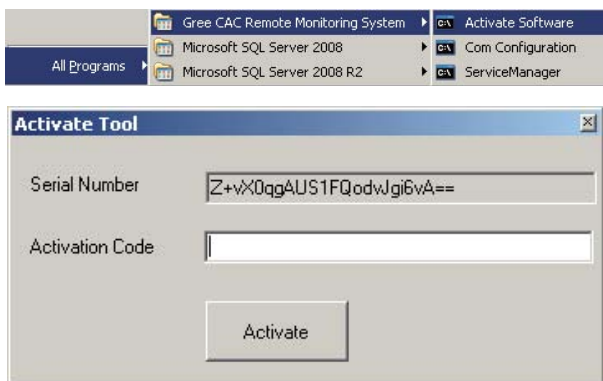 Gree CAC Remote Monitoring System Activate Software
Microsoft SQL Server 2008 Com Configuration
All Programs Microsoft SQL Server 2008 R2 ServiceManager
Activate Tool
Serial Number Z+vX0qgAUS1FQodwJgi6vA==
Activation Code
Activate